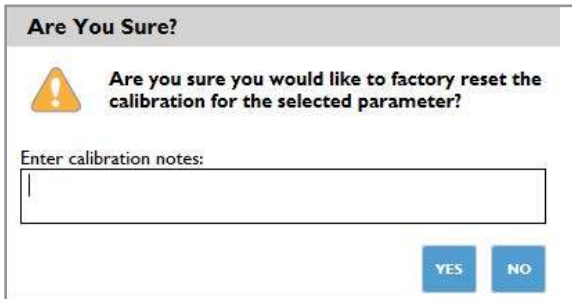 Are You Sure?
Are you sure you would like to factory reset the
calibration for the selected parameter?
Enter calibration notes:
YES NO